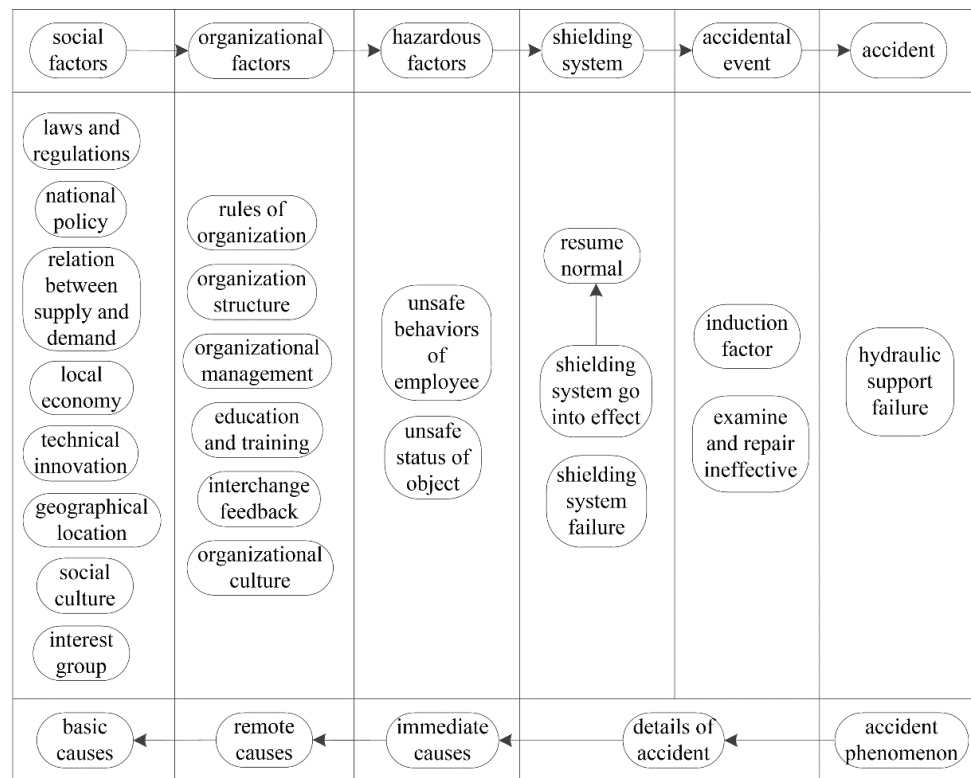 social
factors
organizational
factors
hazardous
factors
shielding
system
accidental
event
accident
laws and
regulations
national
policy
relation
between
supply and
demand
local
economy
technical
innovation
geographical
location
social
culture
interest
group
rules of
organization
organization
structure
organizational
management
education
and training
interchange
feedback
organizational
culture
unsafe
behaviors
of
employee
unsafe
status of
object
resume
normal
shielding
system go
into effect
shielding
system
failure
induction
factor
examine
and repair
ineffective
hydraulic
support
failure
basic
causes
remote
causes
immediate
causes
details of
accident
accident
phenomenon